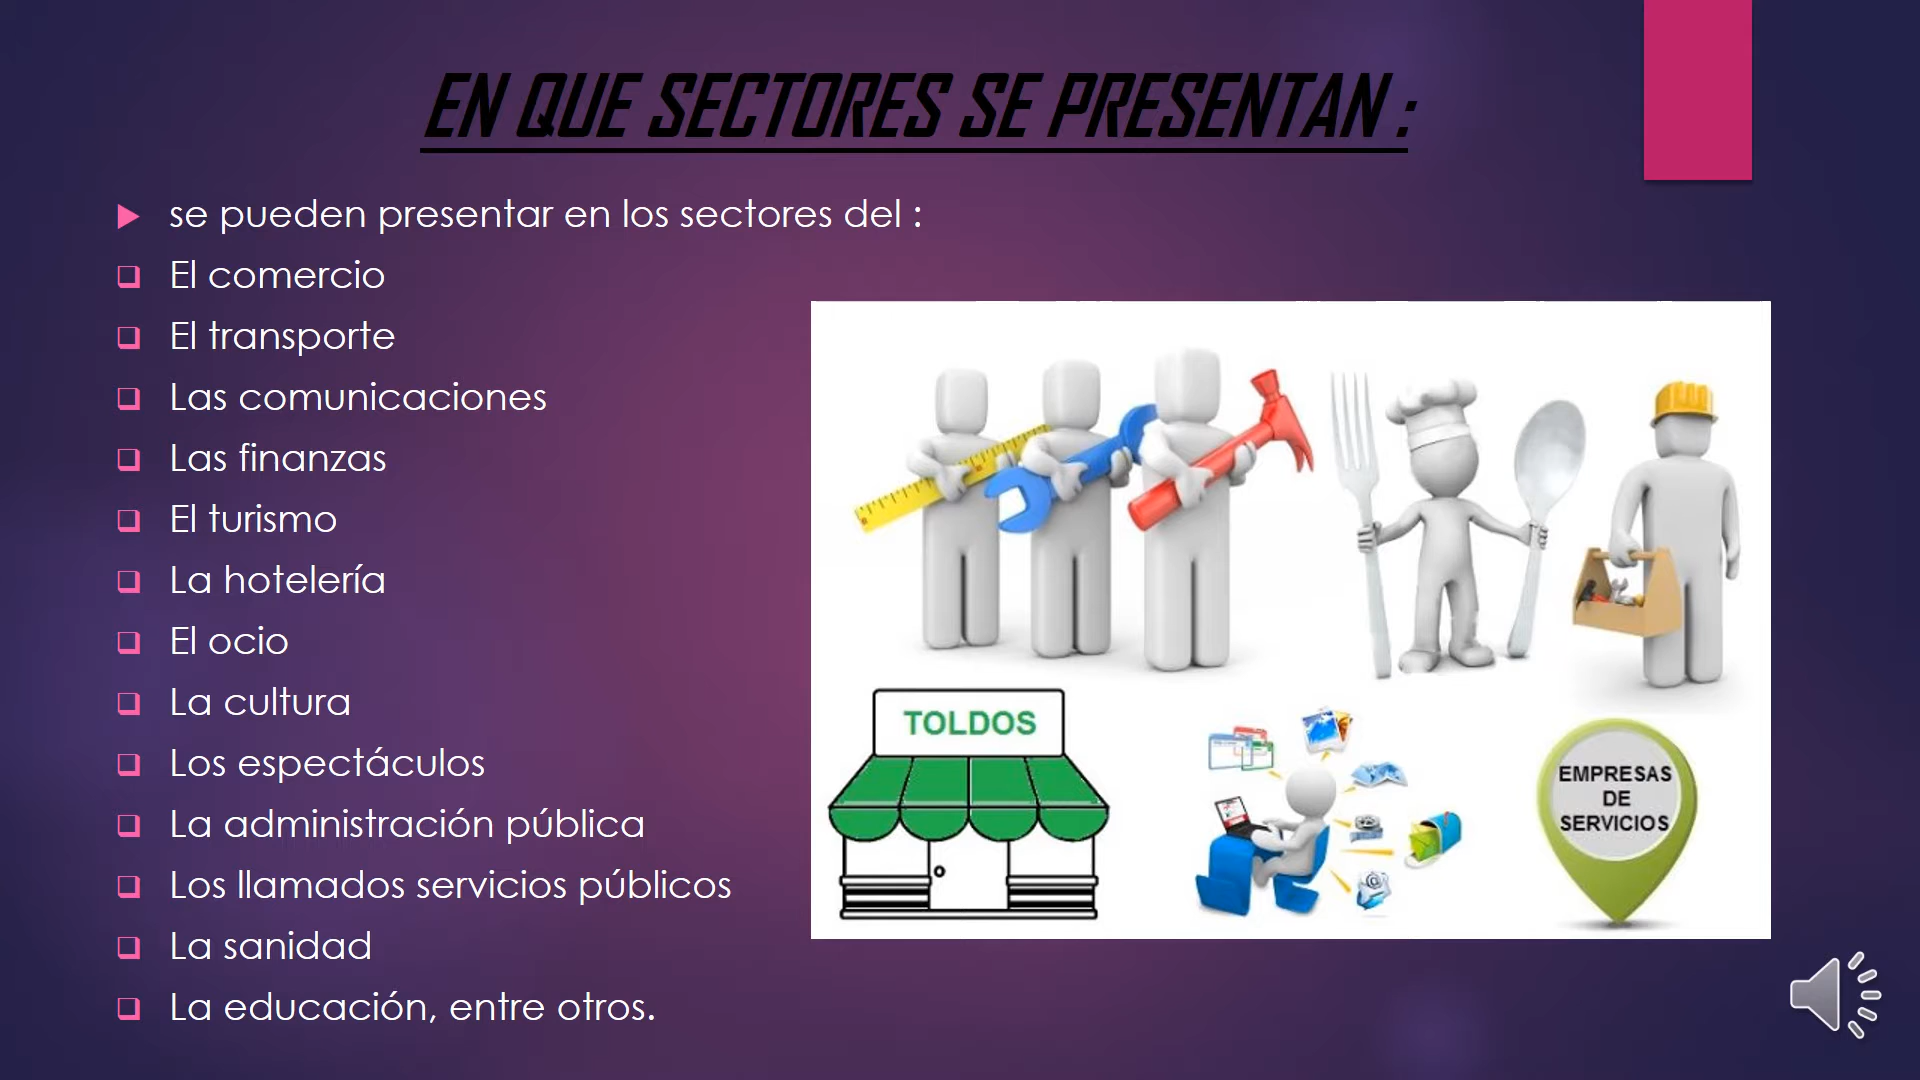 EN QUE SECTORES SE PRESENTAN :
se pueden presentar en los sectores del :
El comercio
El transporte
Las comunicaciones
Las finanzas
El turismo
La hotelería
El ocio
La cultura
Los espectáculos
La administración pública
Los llamados servicios públicos
La sanidad
La educación, entre otros.
TOLDOS
EMPRESAS
DE
SERVICIOS